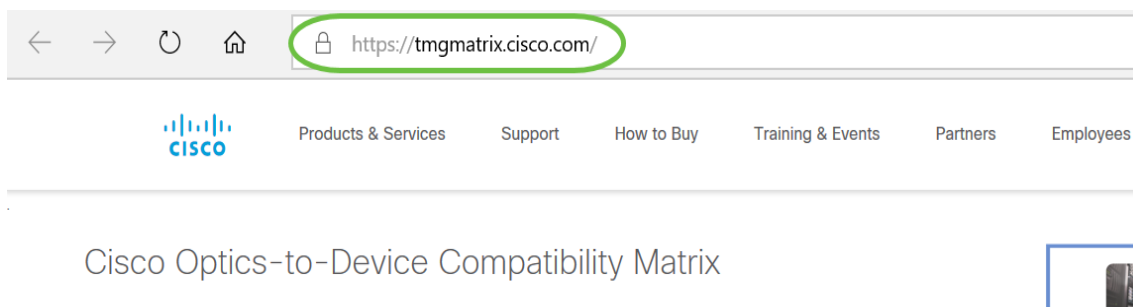 https://tmgmatrix.cisco.com/
CISCO
Products & Services Support How to Buy Training & Events Partners Employees
Cisco Optics-to-Device Compatibility Matrix